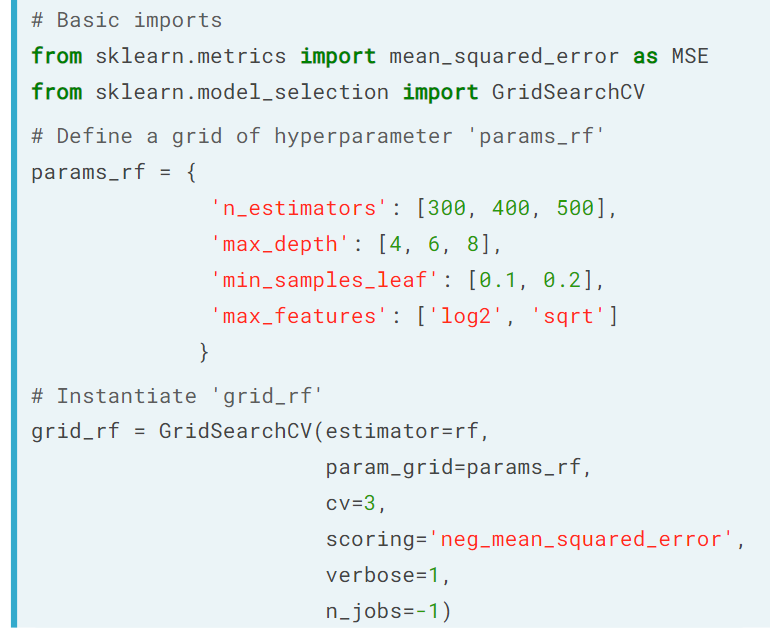 # Basic imports
from sklearn.metrics import mean_squared_error as MSE
from sklearn.model_selection import GridSearchCV
# Define a grid of hyperparameter 'params_rf'
params_rf = {
             'n_estimators': [300, 400, 500],
             'max_depth': [4, 6, 8],
             'min_samples_leaf': [0.1, 0.2],
             'max_features': ['log2', 'sqrt']
            }
# Instantiate 'grid_rf'
grid_rf = GridSearchCV(estimator=rf,
                       param_grid=params_rf,
                       cv=3,
                       scoring='neg_mean_squared_error',
                       verbose=1,
                       n_jobs=-1)